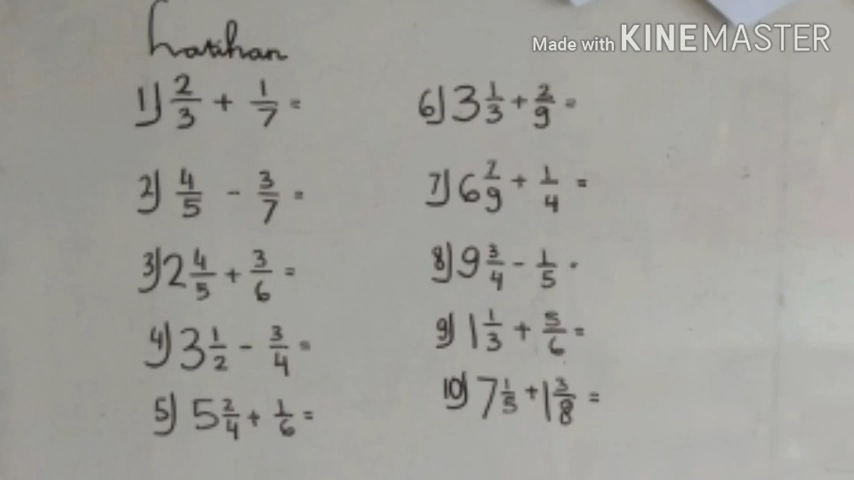 Made with KINEMASTER
Latihan
1) 2/3 + 1/7 =
2) 4/5 - 3/7 =
3) 2 4/5 + 3/6 =
4) 3 1/2 - 3/4 =
5) 5 2/4 + 1/6 =
6) 3 1/3 + 2/9 =
7) 6 2/9 + 1/4 =
8) 9 3/4 - 1/5 =
9) 1 1/3 + 5/6 =
10) 7 1/5 + 1 3/8 =